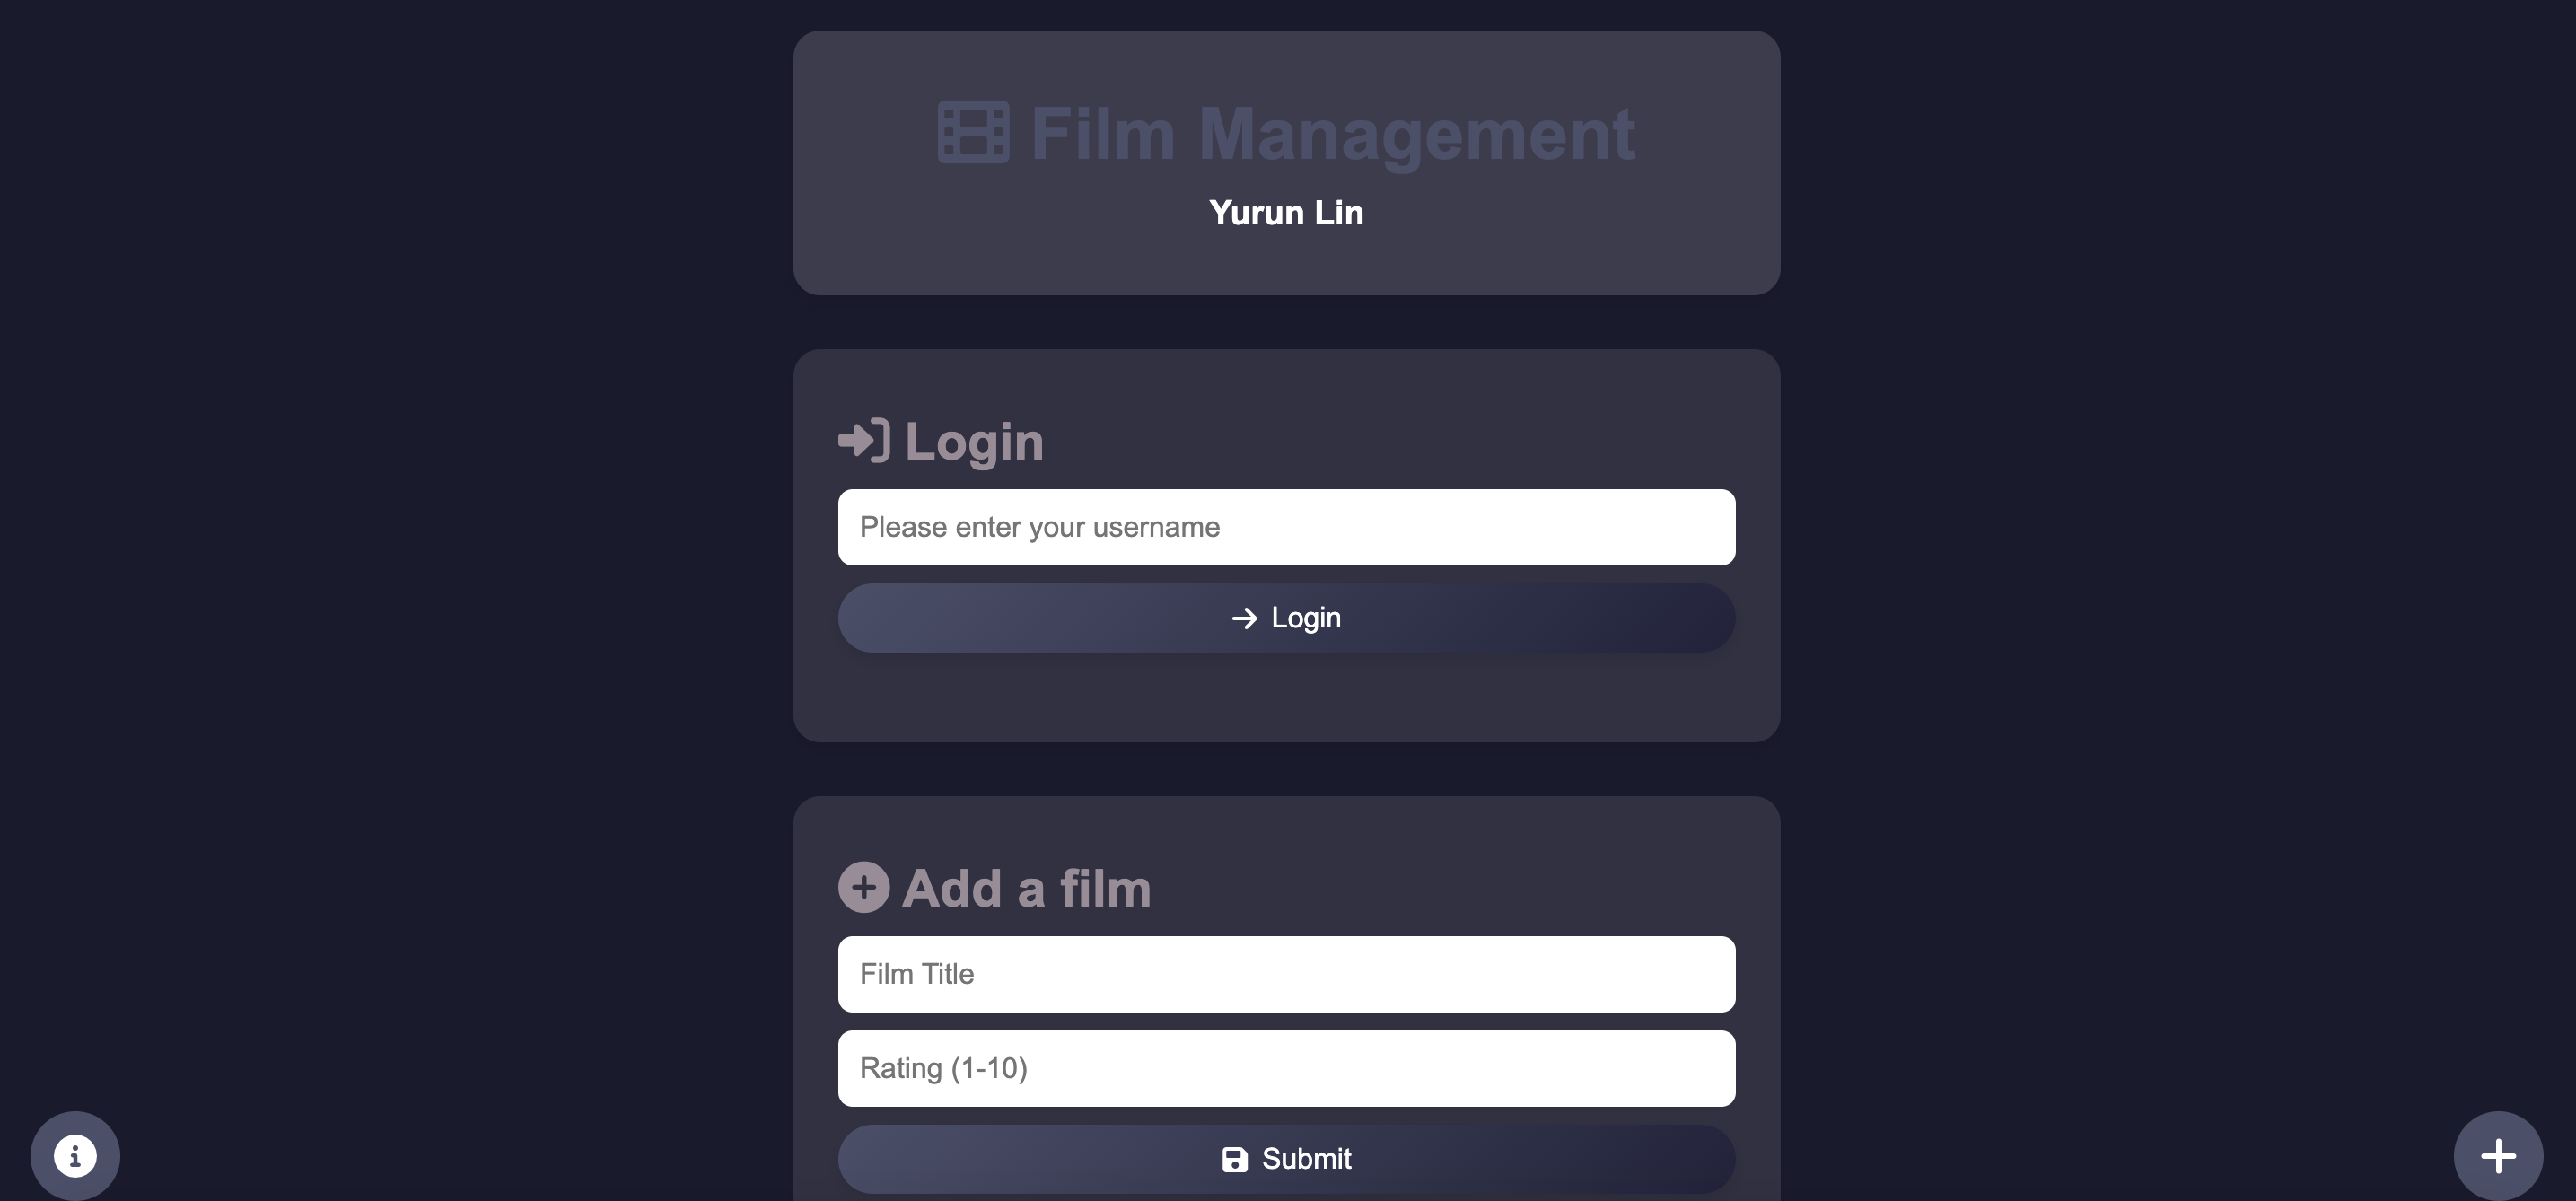 Film Management
Yurun Lin
Login
Please enter your username
Login
Add a film
Film Title
Rating (1-10)
Submit